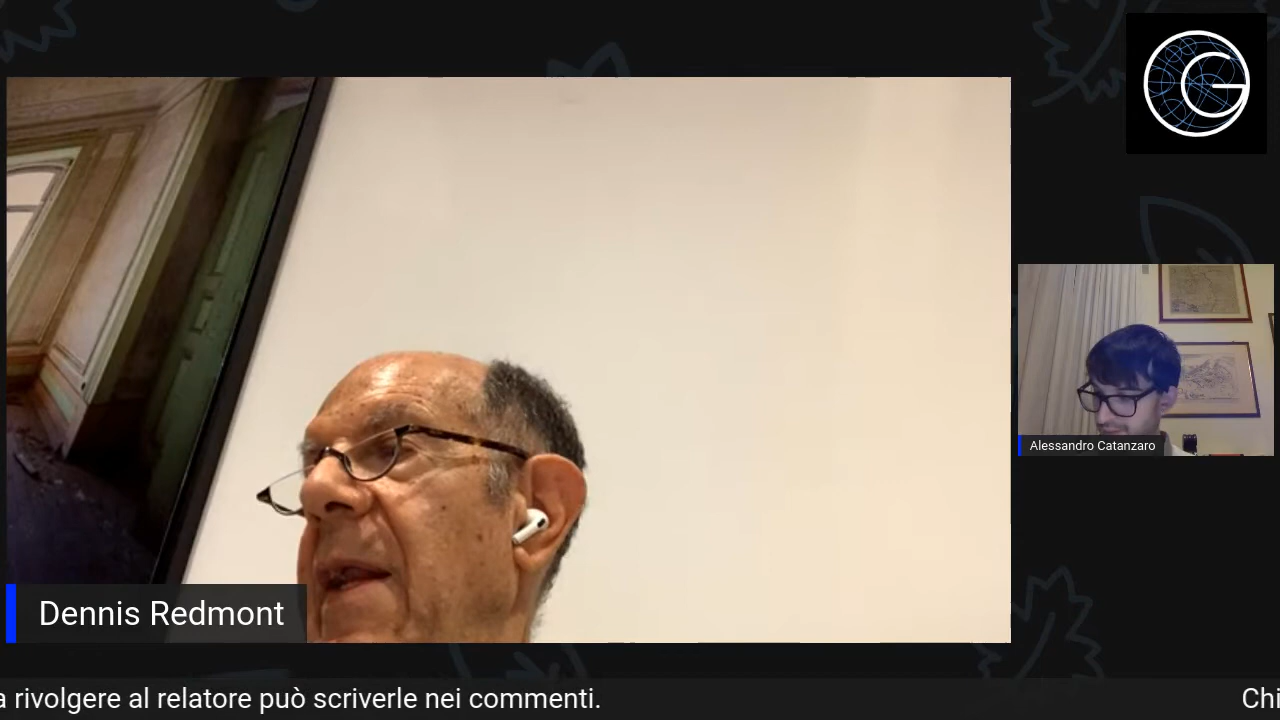 Alessandro Catanzaro
Dennis Redmont
a rivolgere al relatore può scriverle nei commenti.
Chi